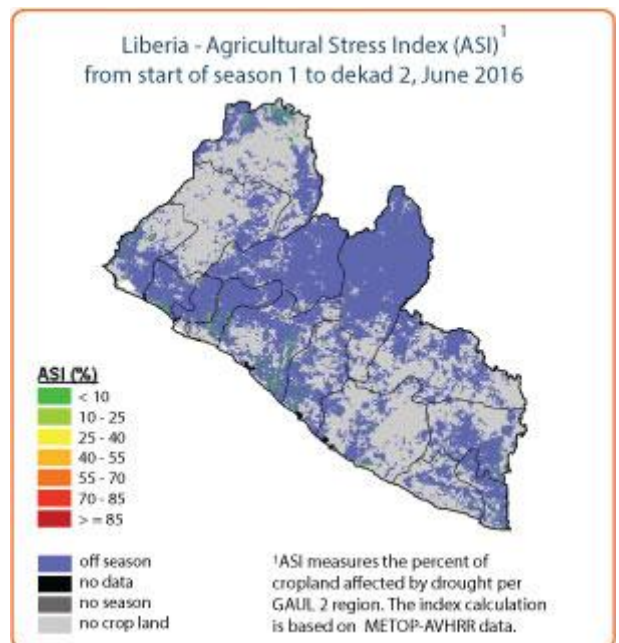 Liberia - Agricultural Stress Index (ASI)1
from start of season 1 to dekad 2, June 2016
ASI (%)
< 10
10 - 25
25 - 40
40 - 55
55 - 70
70 - 85
> = 85
off season
no data
no season
no crop land
1ASI measures the percent of
cropland affected by drought per
GAUL 2 region. The index calculation
is based on METOP-AVHRR data.